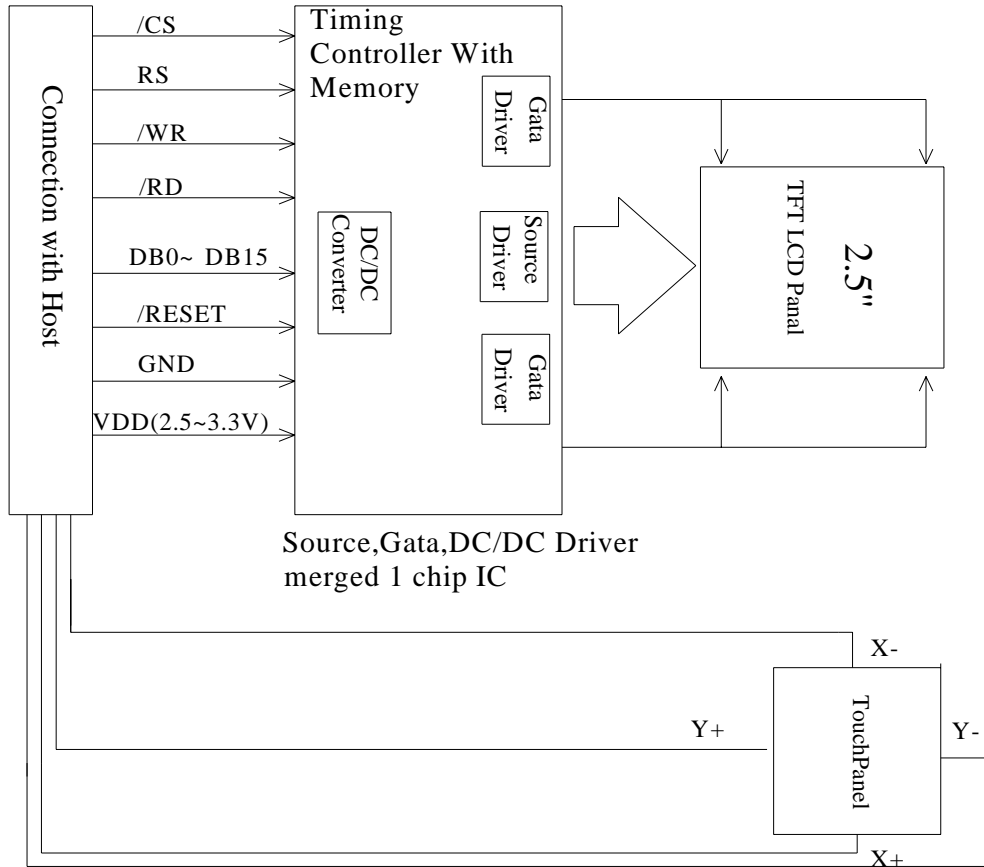 Connection with Host
/CS
RS
/WR
/RD
DB0~ DB15
/RESET
GND
VDD(2.5~3.3V)
Timing
Controller With
Memory
Gata
Driver
DC/DC
Converter
Source
Driver
Gata
Driver
2.5"
TFT LCD Panal
Source,Gata,DC/DC Driver
merged 1 chip IC
X-
Y+
TouchPanel
Y-
X+